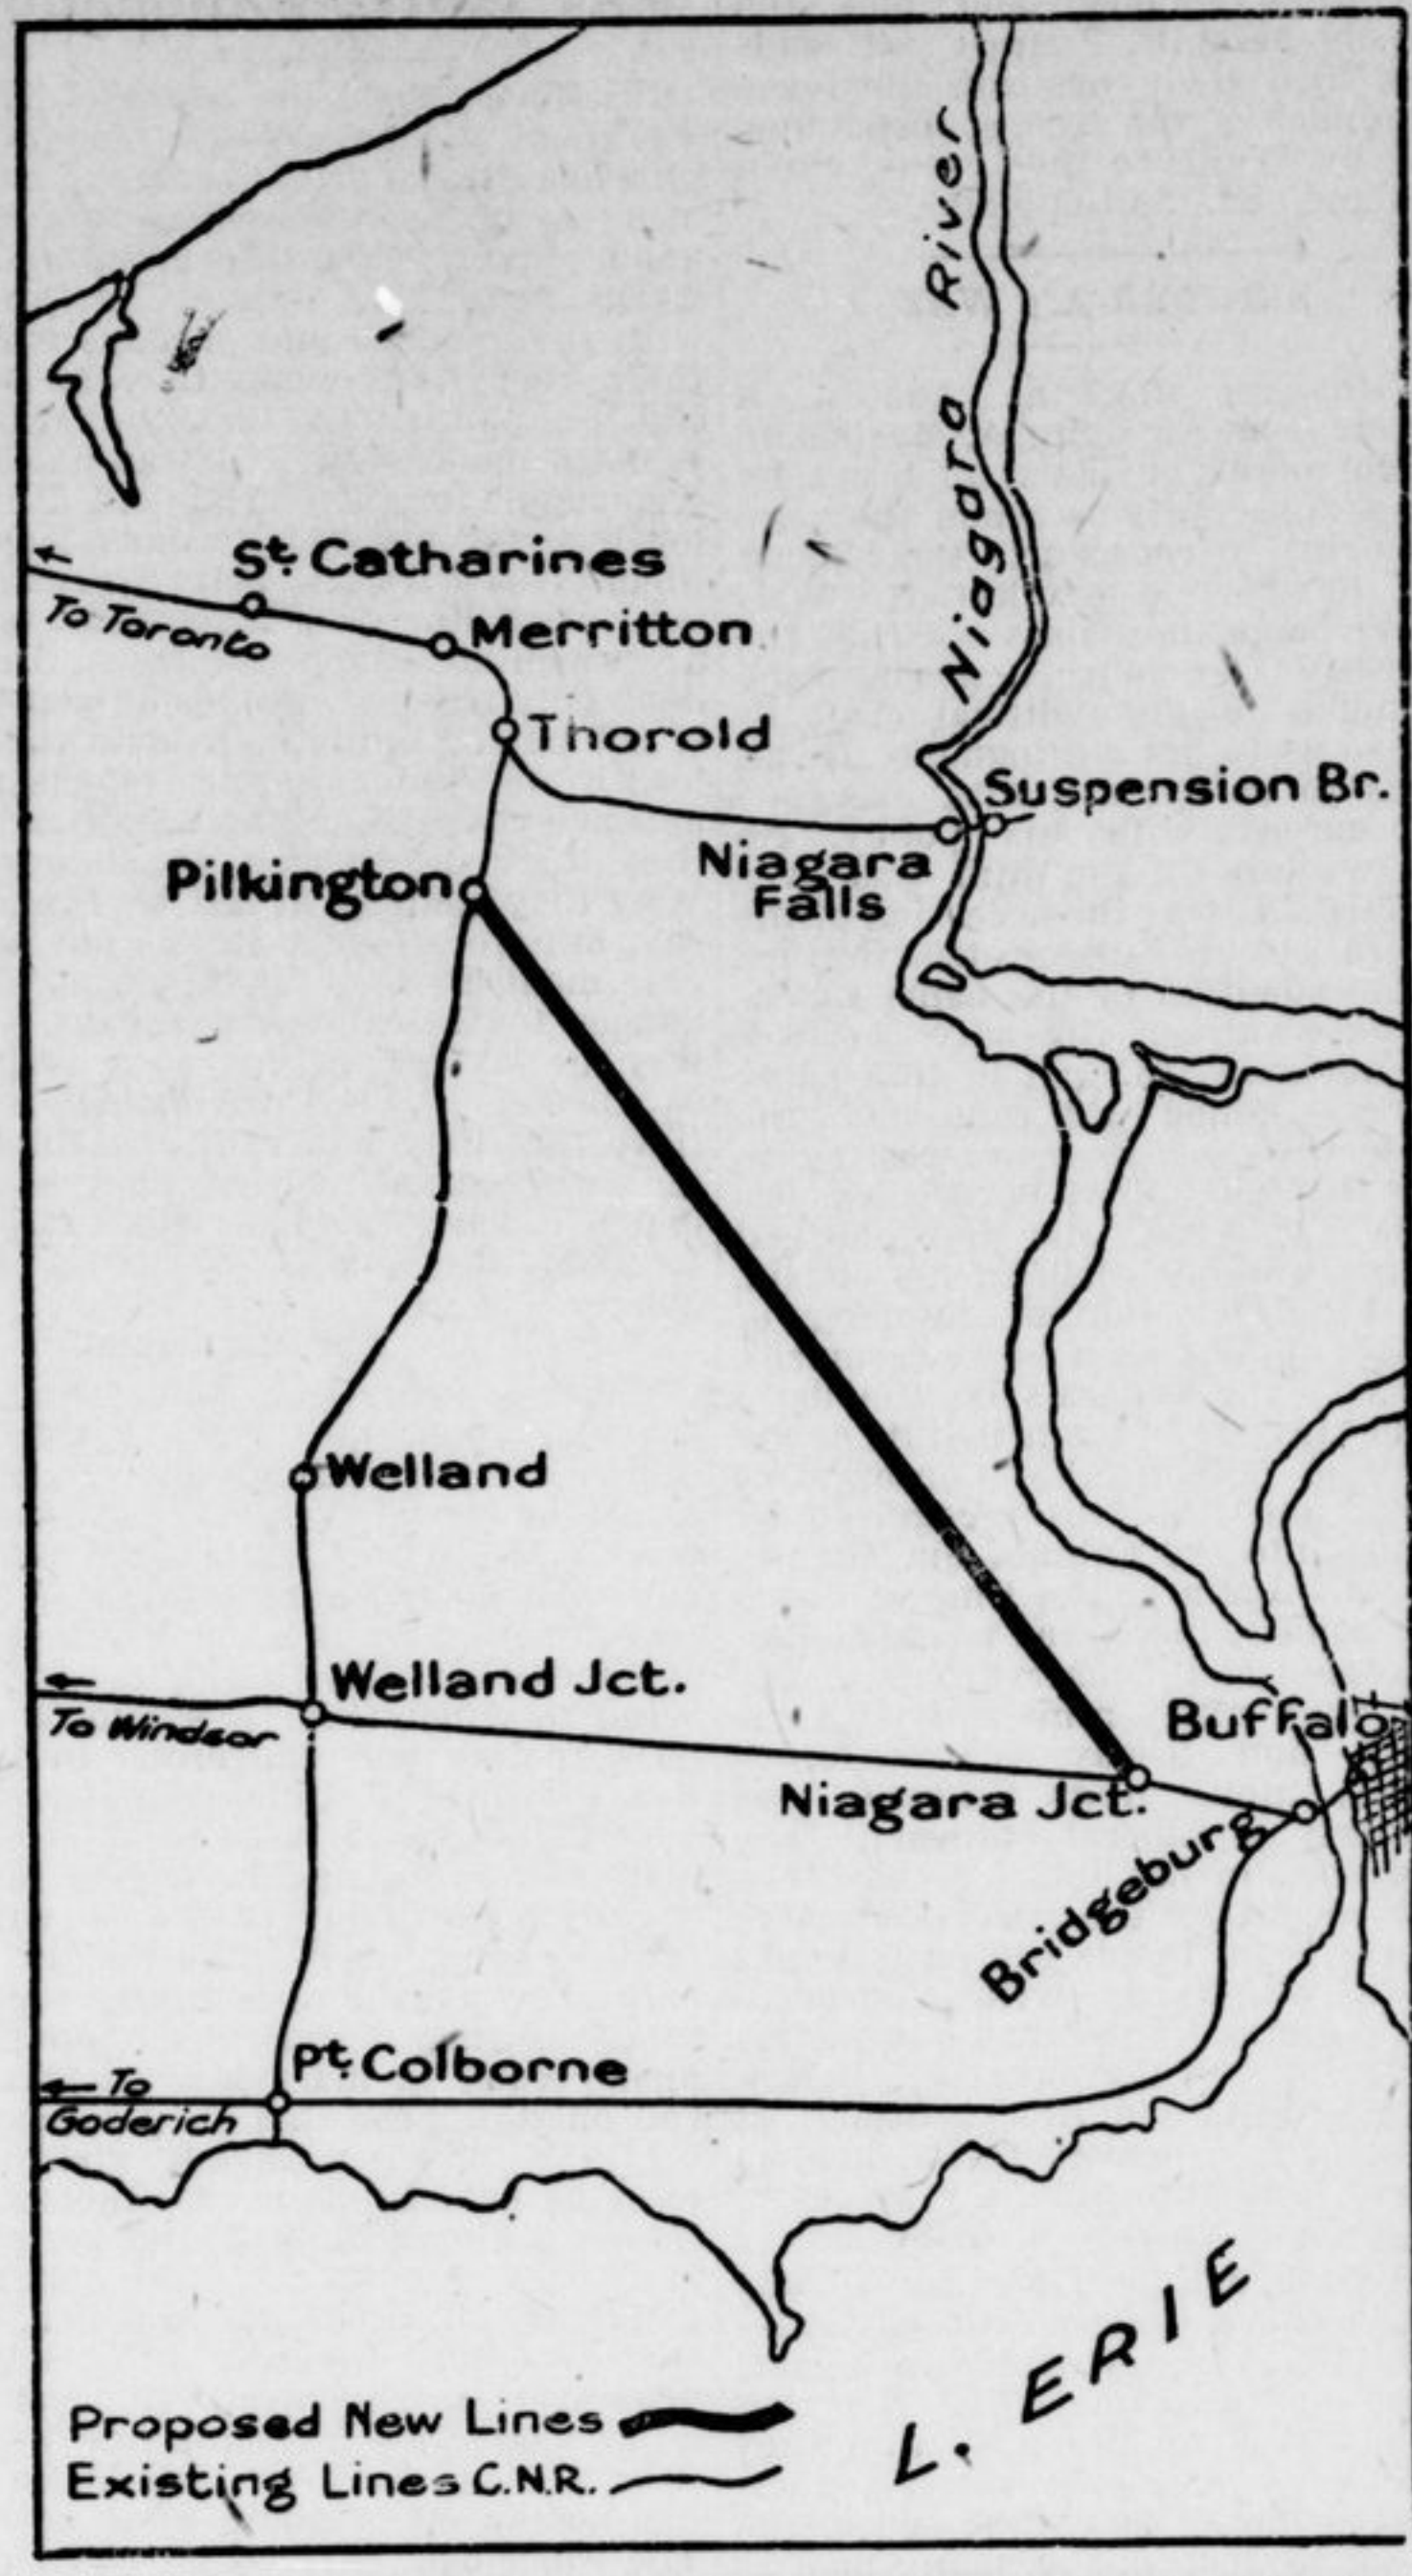 Niagara River
St. Catharines
To Toronto
Merritton
Thorold
Suspension Br.
Niagara
Falls
Pilkington
Welland
Welland Jct.
To Windsor
Buffalo
Niagara Jct.
Bridgeburg
Pt. Colborne
To
Goderich
L. ERIE
Proposed New Lines
Existing Lines C.N.R.